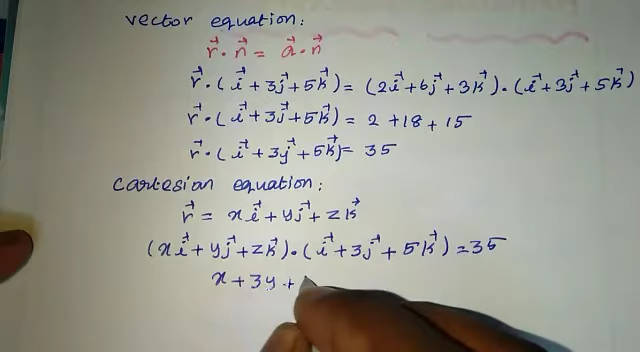 vector equation:
r⃗·n⃗ = a⃗·n⃗
r⃗·(i⃗+3j⃗+5k⃗) = (2i⃗+6j⃗+3k⃗)·(i⃗+3j⃗+5k⃗)
r⃗·(i⃗+3j⃗+5k⃗) = 2+18+15
r⃗·(i⃗+3j⃗+5k⃗) = 35
Cartesian equation:
r⃗ = xi⃗+yj⃗+zk⃗
(xi⃗+yj⃗+zk⃗)·(i⃗+3j⃗+5k⃗) = 35
x+3y+